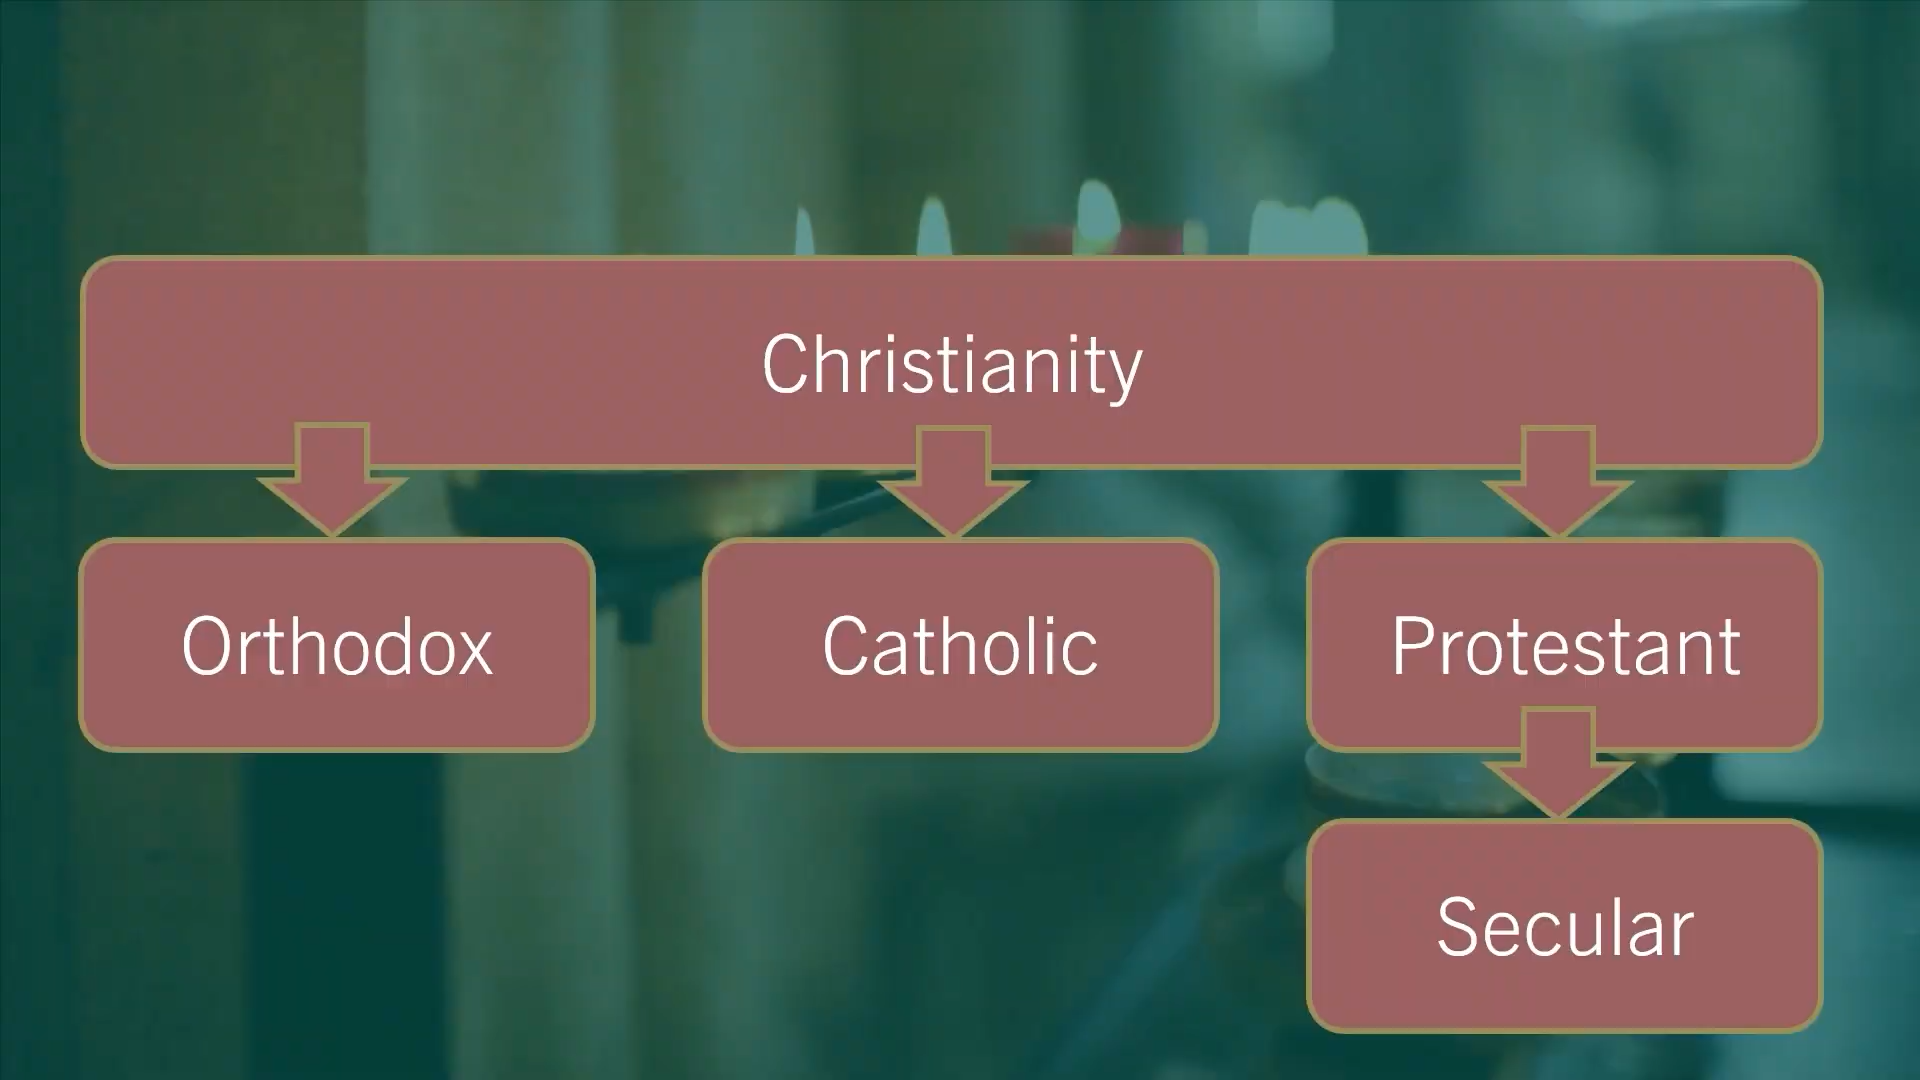 Christianity
Orthodox
Catholic
Protestant
Secular